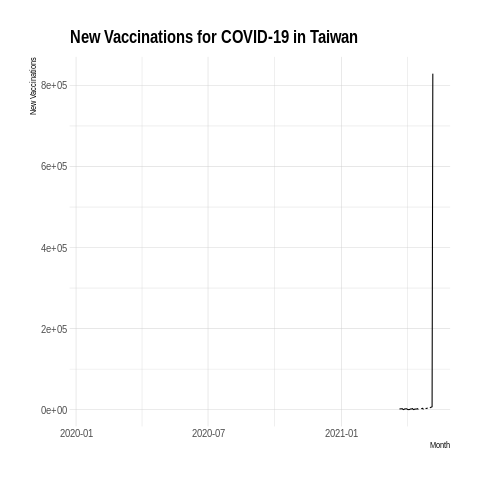 New Vaccinations for COVID-19 in Taiwan
New Vaccinations
8e+05
6e+05
4e+05
2e+05
0e+00
2020-01
2020-07
2021-01
Month